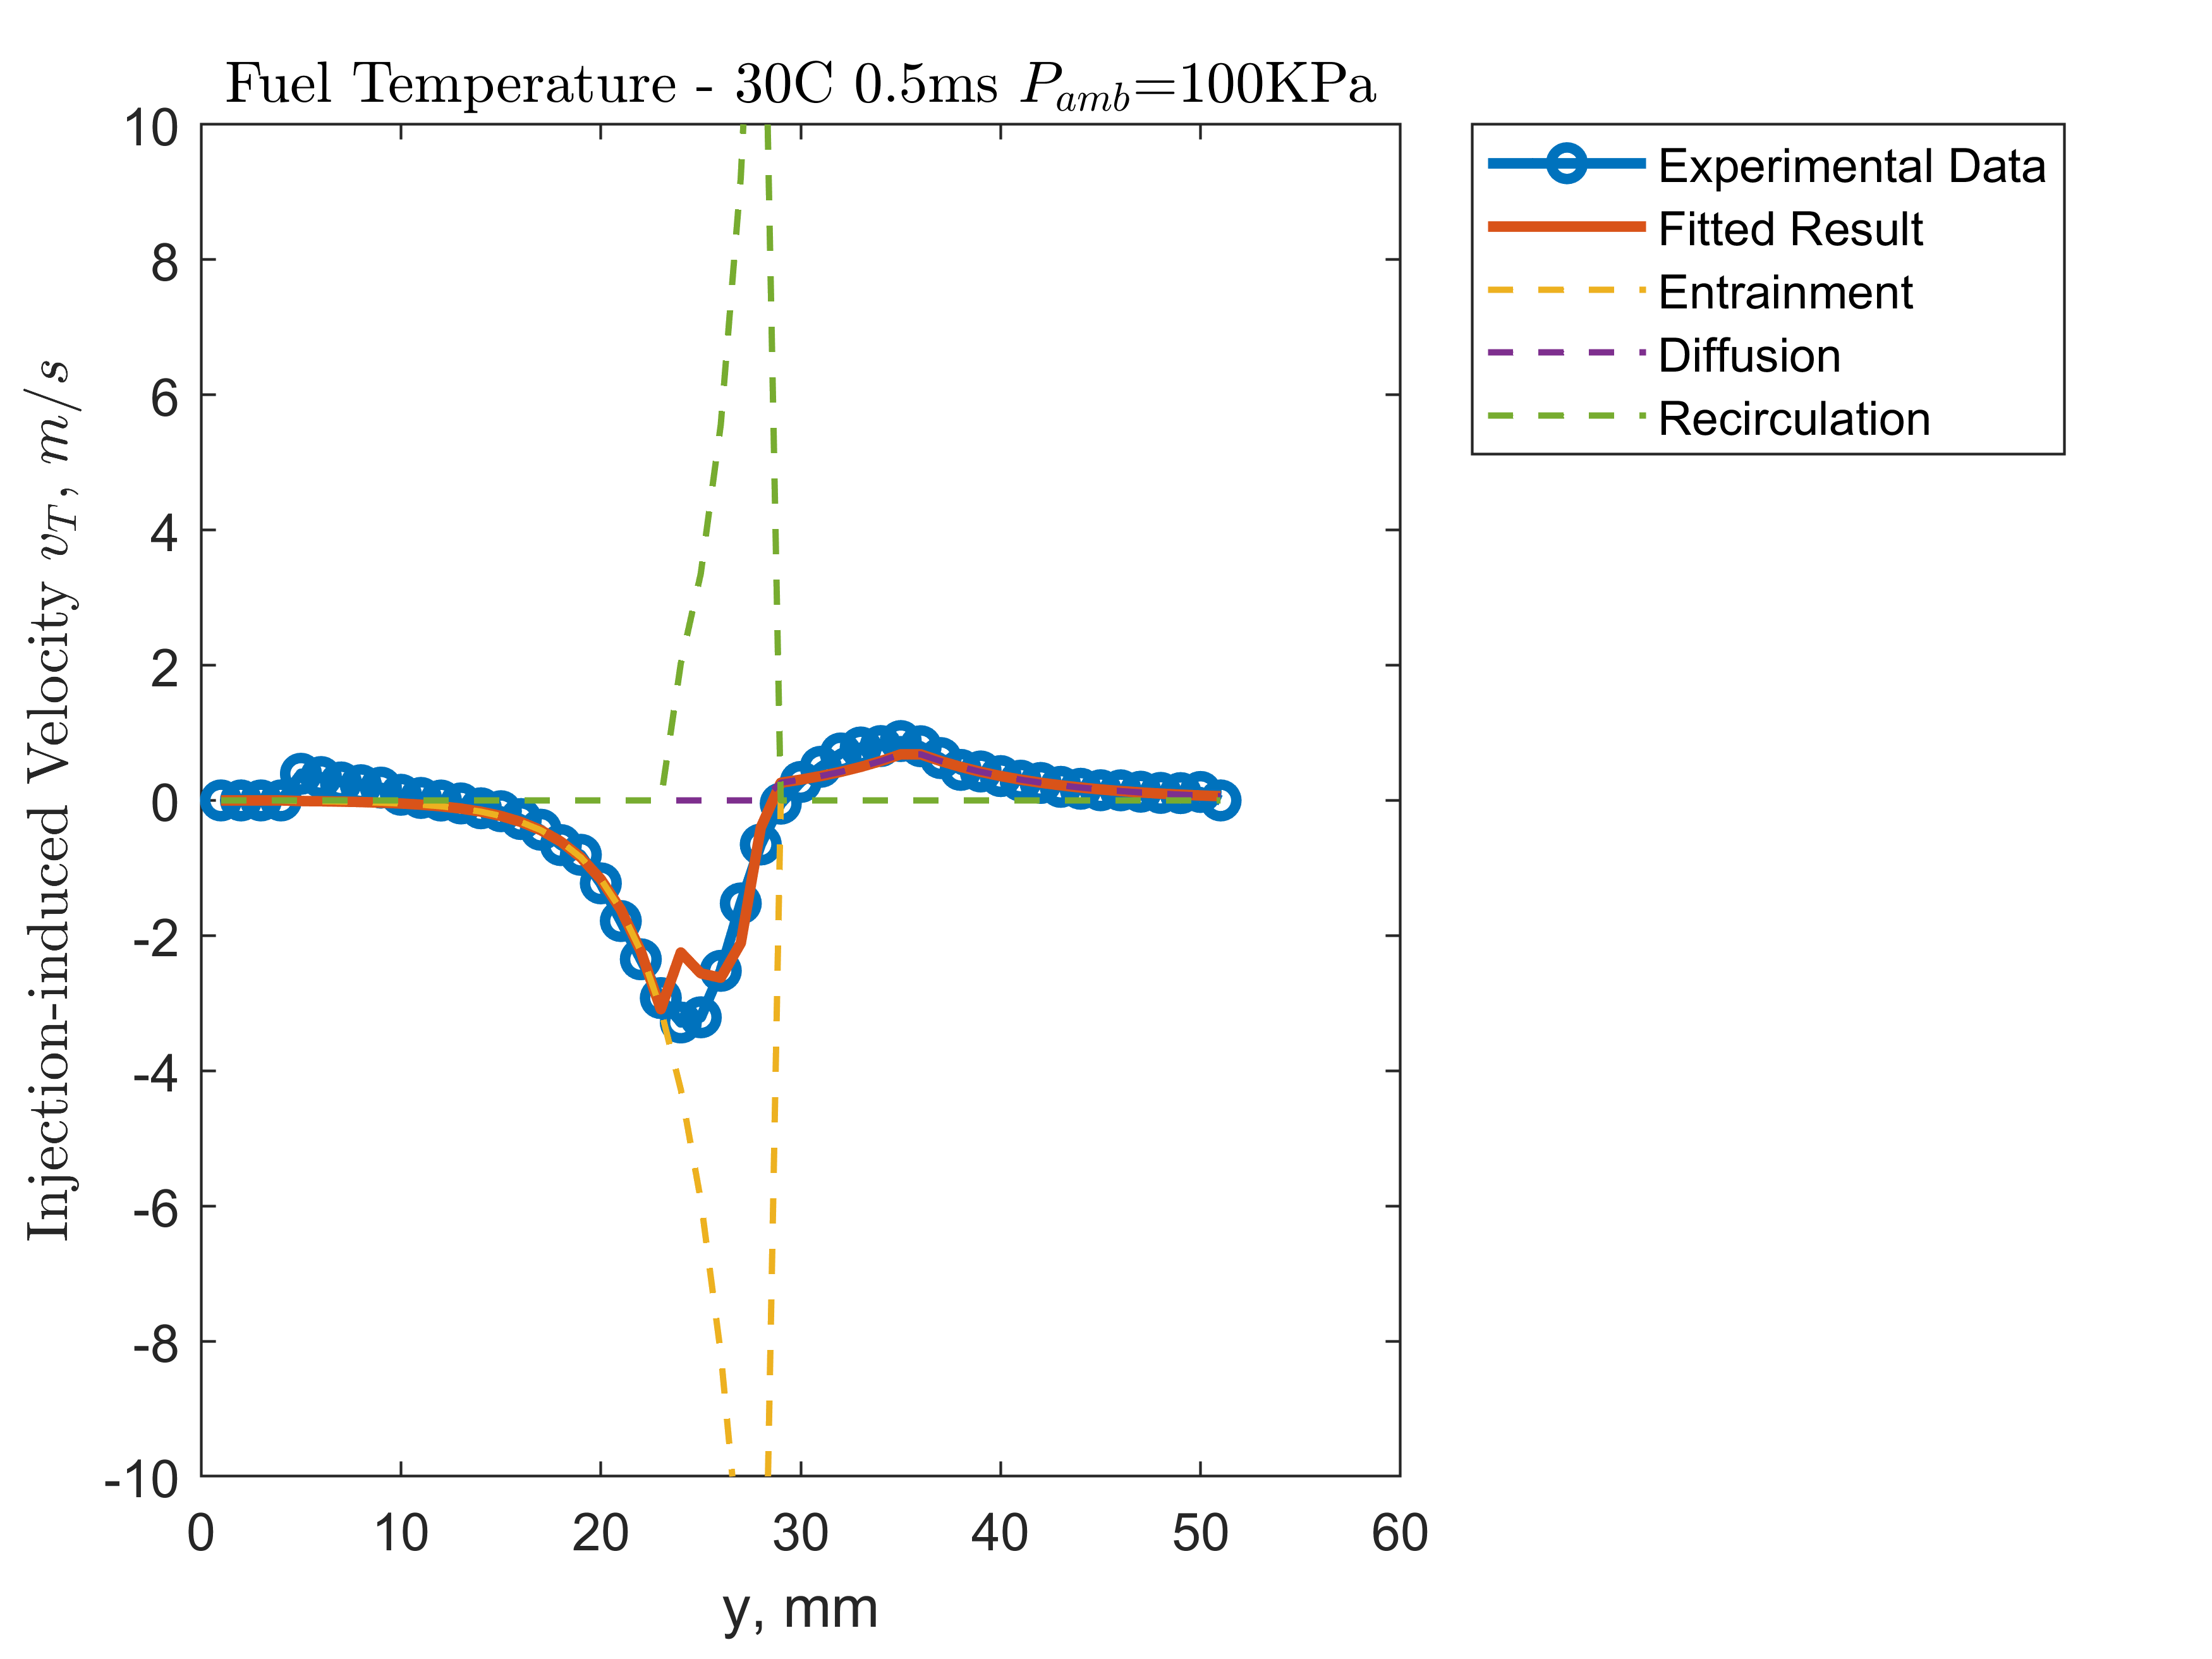 Fuel Temperature - 30C 0.5ms P_amb=100KPa
Experimental Data
Fitted Result
Entrainment
Diffusion
Recirculation
Injection-induced Velocity v_T, m/s
10
8
6
4
2
0
-2
-4
-6
-8
-10
0 10 20 30 40 50 60
y, mm